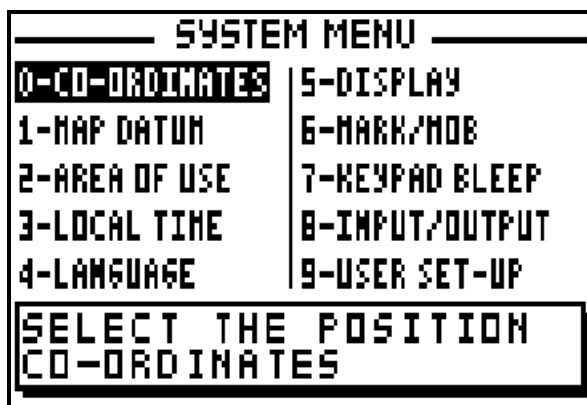 SYSTEM MENU
0-CO-ORDINATES
1-MAP DATUM
2-AREA OF USE
3-LOCAL TIME
4-LANGUAGE
5-DISPLAY
6-MARK/MOB
7-KEYPAD BLEEP
8-INPUT/OUTPUT
9-USER SET-UP
SELECT THE POSITION
CO-ORDINATES